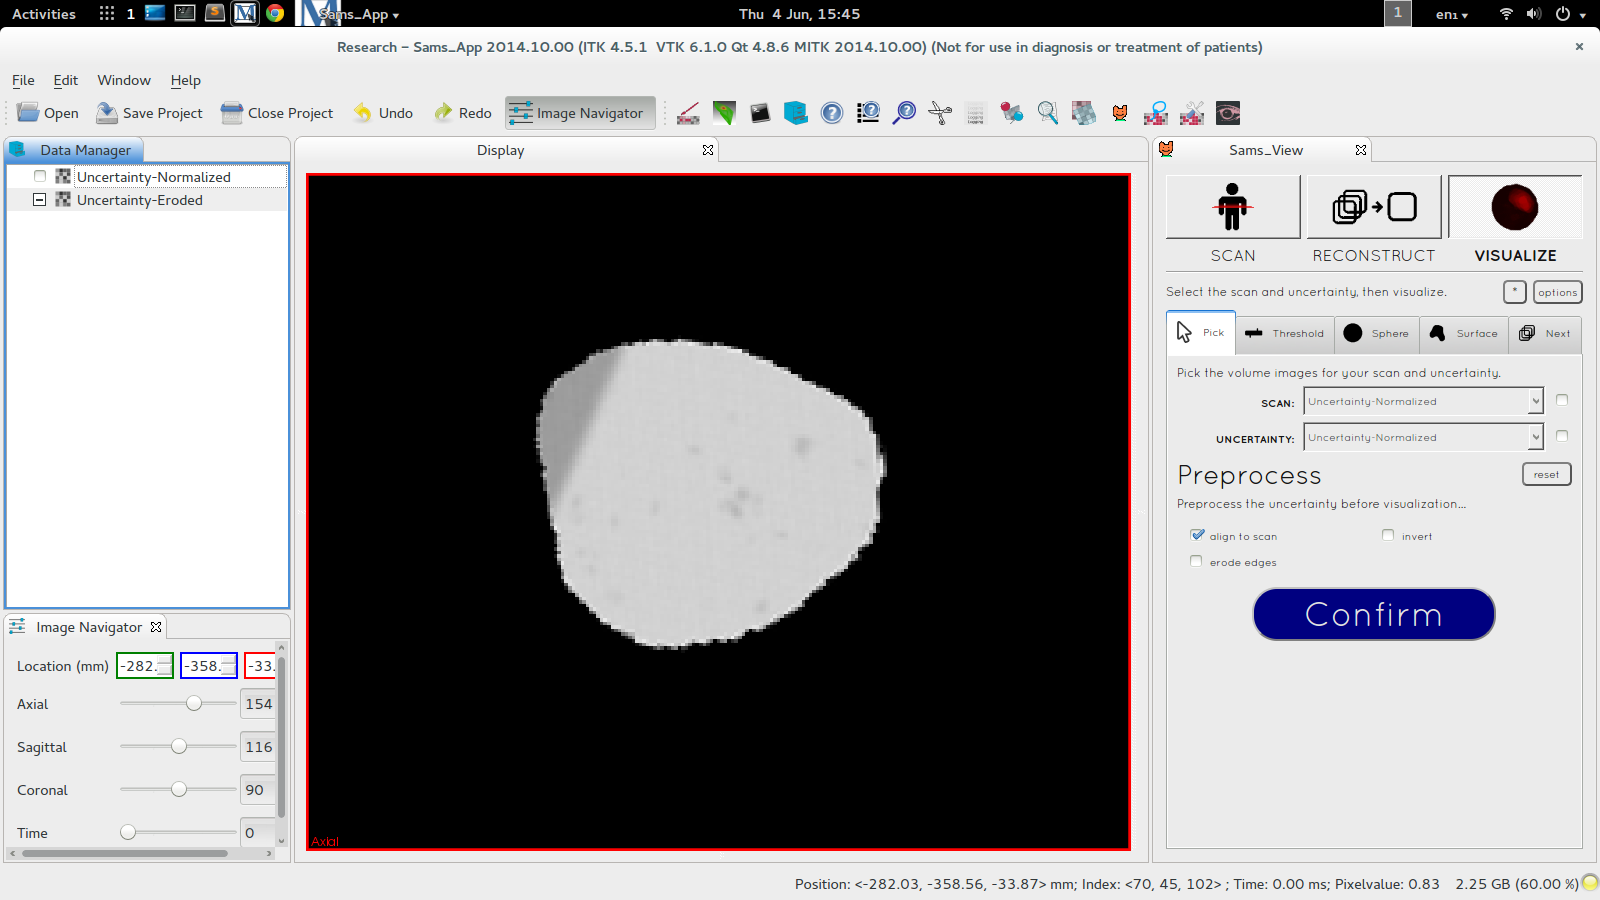 Activities 1 Sams_App Thu 4 Jun, 15:45 1 en₁
Research – Sams_App 2014.10.00 (ITK 4.5.1 VTK 6.1.0 Qt 4.8.6 MITK 2014.10.00) (Not for use in diagnosis or treatment of patients)
File Edit Window Help
Open Save Project Close Project Undo Redo Image Navigator
Data Manager
Uncertainty-Normalized
Uncertainty-Eroded
Image Navigator
Location (mm) -282. -358. -33.
Axial 154
Sagittal 116
Coronal 90
Time 0
Display
Axial
Sams_View
SCAN RECONSTRUCT VISUALIZE
Select the scan and uncertainty, then visualize. * options
Pick Threshold Sphere Surface Next
Pick the volume images for your scan and uncertainty.
SCAN: Uncertainty-Normalized
UNCERTAINTY: Uncertainty-Normalized
Preprocess reset
Preprocess the uncertainty before visualization...
align to scan invert
erode edges
Confirm
Position: <-282.03, -358.56, -33.87> mm; Index: <70, 45, 102> ; Time: 0.00 ms; Pixelvalue: 0.83 2.25 GB (60.00 %)